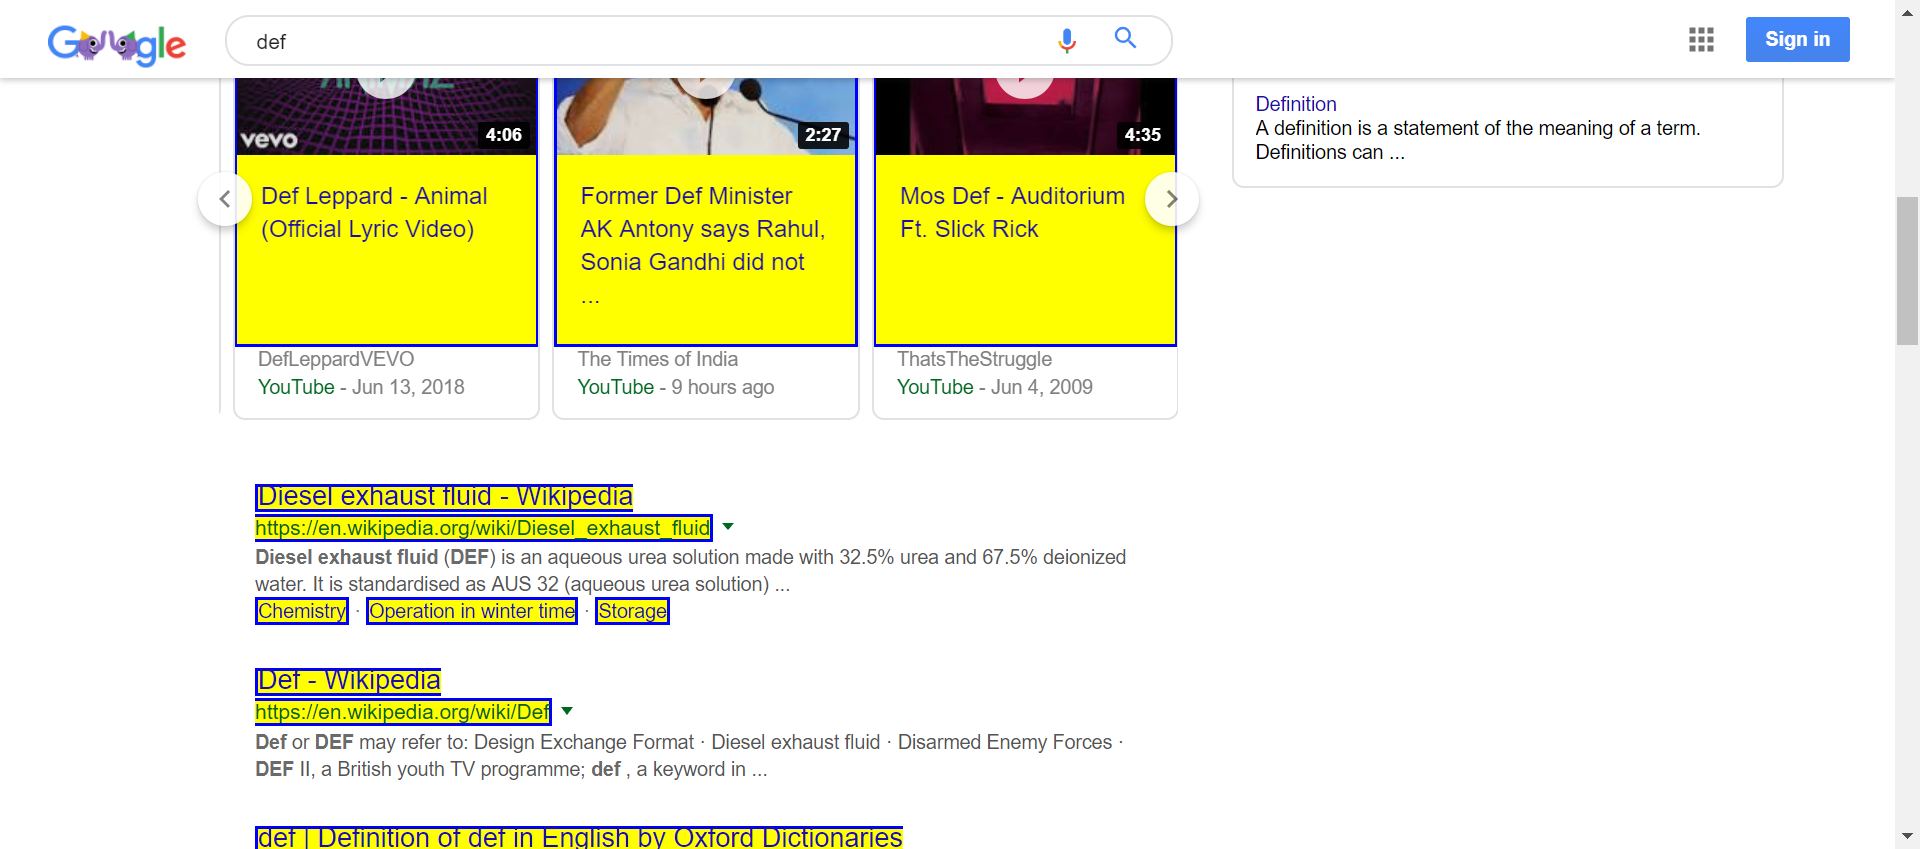 Google
def
Sign in
vevo
4:06
2:27
4:35
Def Leppard - Animal
(Official Lyric Video)
DefLeppardVEVO
YouTube - Jun 13, 2018
Former Def Minister
AK Antony says Rahul,
Sonia Gandhi did not
...
The Times of India
YouTube - 9 hours ago
Mos Def - Auditorium
Ft. Slick Rick
ThatsTheStruggle
YouTube - Jun 4, 2009
Definition
A definition is a statement of the meaning of a term.
Definitions can ...
Diesel exhaust fluid - Wikipedia
https://en.wikipedia.org/wiki/Diesel_exhaust_fluid
Diesel exhaust fluid (DEF) is an aqueous urea solution made with 32.5% urea and 67.5% deionized
water. It is standardised as AUS 32 (aqueous urea solution) ...
Chemistry · Operation in winter time · Storage
Def - Wikipedia
https://en.wikipedia.org/wiki/Def
Def or DEF may refer to: Design Exchange Format · Diesel exhaust fluid · Disarmed Enemy Forces ·
DEF II, a British youth TV programme; def , a keyword in ...
def | Definition of def in English by Oxford Dictionaries